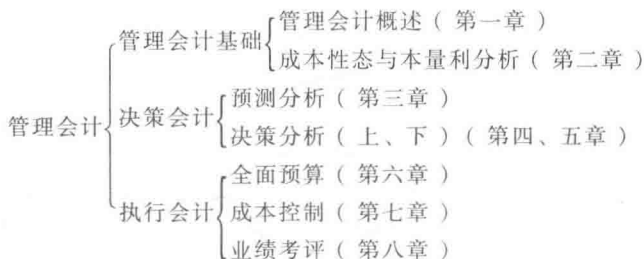 管理会计概述（第一章）
管理会计基础
成本性态与本量利分析（第二章）
预测分析（第三章）
管理会计 决策会计
决策分析（上、下）（第四、五章）
全面预算（第六章）
执行会计 成本控制（第七章）
业绩考评（第八章）